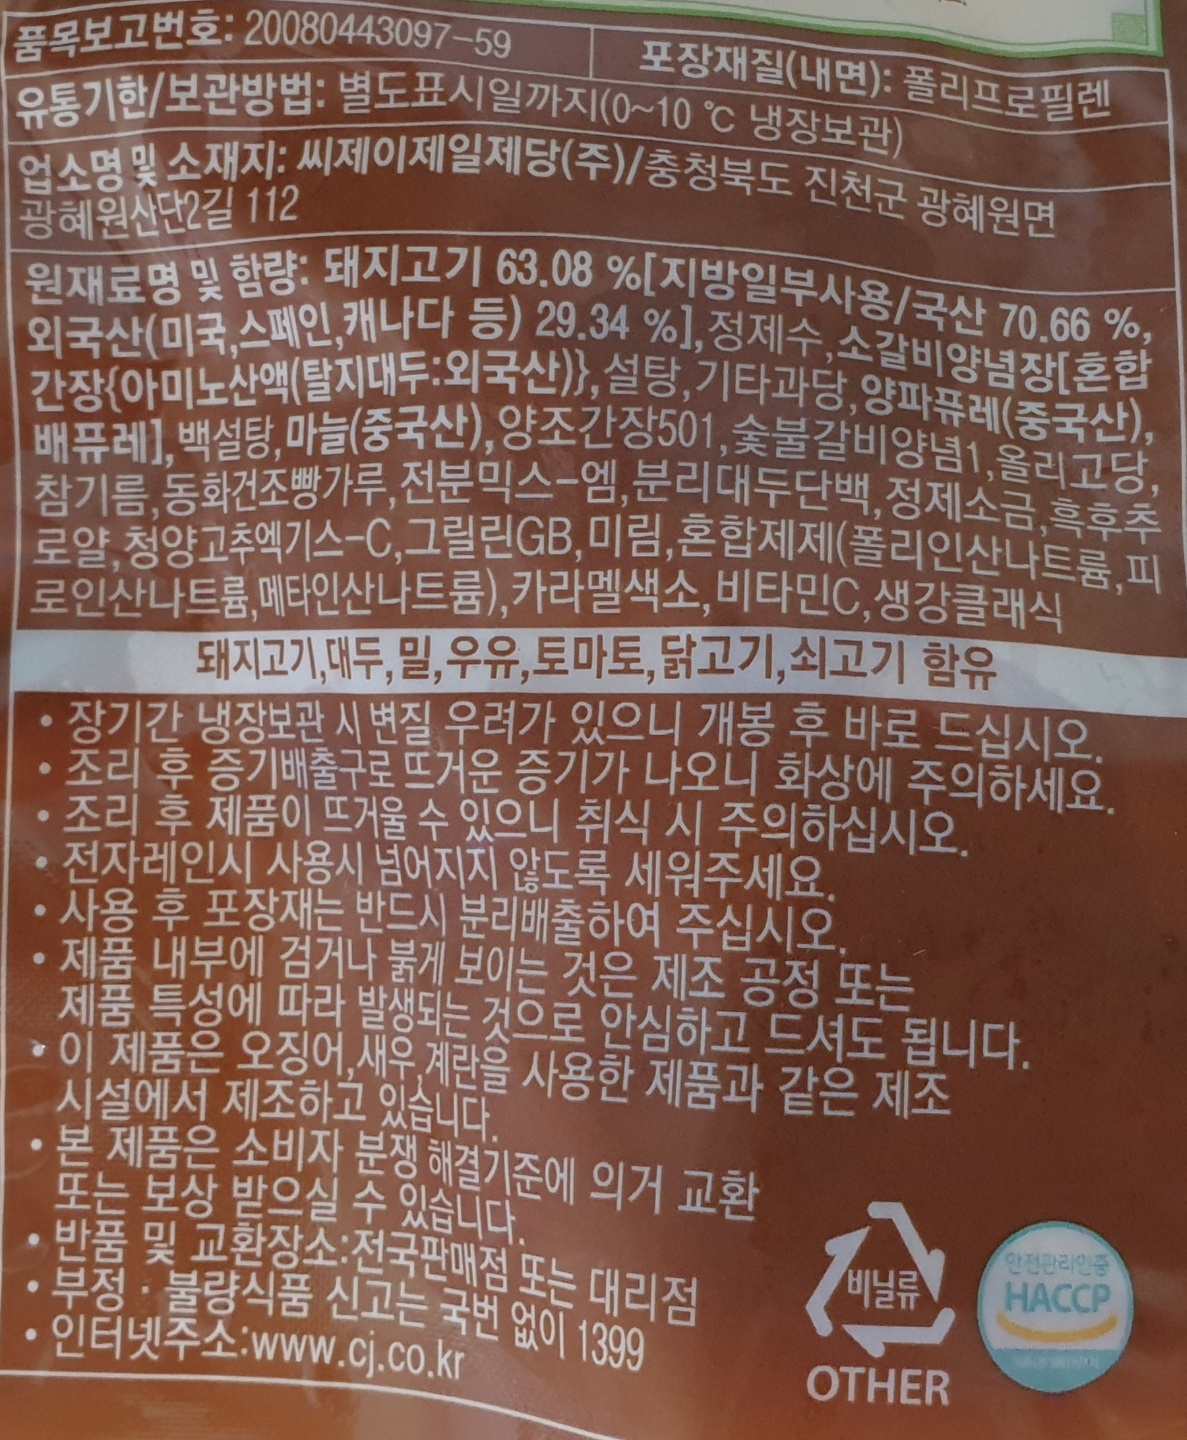 품목보고번호: 20080443097-59
포장재질(내면): 폴리프로필렌
유통기한/보관방법: 별도표시일까지(0~10 ℃ 냉장보관)
업소명 및 소재지: 씨제이제일제당(주)/충청북도 진천군 광혜원면
광혜원산단2길 112
원재료명 및 함량: 돼지고기 63.08 %[지방일부사용/국산 70.66 %,
외국산(미국,스페인,캐나다 등) 29.34 %],정제수,소갈비양념장[혼합
간장{아미노산액(탈지대두:외국산)},설탕,기타과당,양파퓨레(중국산),
배퓨레],백설탕,마늘(중국산),양조간장501,숯불갈비양념1,올리고당,
참기름,동화건조빵가루,전분믹스-엠,분리대두단백,정제소금,흑후추
로얄,청양고추엑기스-C,그릴린GB,미림,혼합제제(폴리인산나트륨,피
로인산나트륨,메타인산나트륨),카라멜색소,비타민C,생강클래식
돼지고기,대두,밀,우유,토마토,닭고기,쇠고기 함유
• 장기간 냉장보관 시 변질 우려가 있으니 개봉 후 바로 드십시오.
• 조리 후 증기배출구로 뜨거운 증기가 나오니 화상에 주의하세요.
• 조리 후 제품이 뜨거울 수 있으니 취식 시 주의하십시오.
• 전자레인시 사용시 넘어지지 않도록 세워주세요.
• 사용 후 포장재는 반드시 분리배출하여 주십시오.
• 제품 내부에 검거나 붉게 보이는 것은 제조 공정 또는
제품 특성에 따라 발생되는 것으로 안심하고 드셔도 됩니다.
• 이 제품은 오징어,새우,계란을 사용한 제품과 같은 제조
시설에서 제조하고 있습니다.
• 본 제품은 소비자 분쟁 해결기준에 의거 교환
또는 보상 받으실 수 있습니다.
• 반품 및 교환장소:전국판매점 또는 대리점
• 부정·불량식품 신고는 국번 없이 1399
• 인터넷주소:www.cj.co.kr
비닐류
OTHER
안전관리인증
HACCP